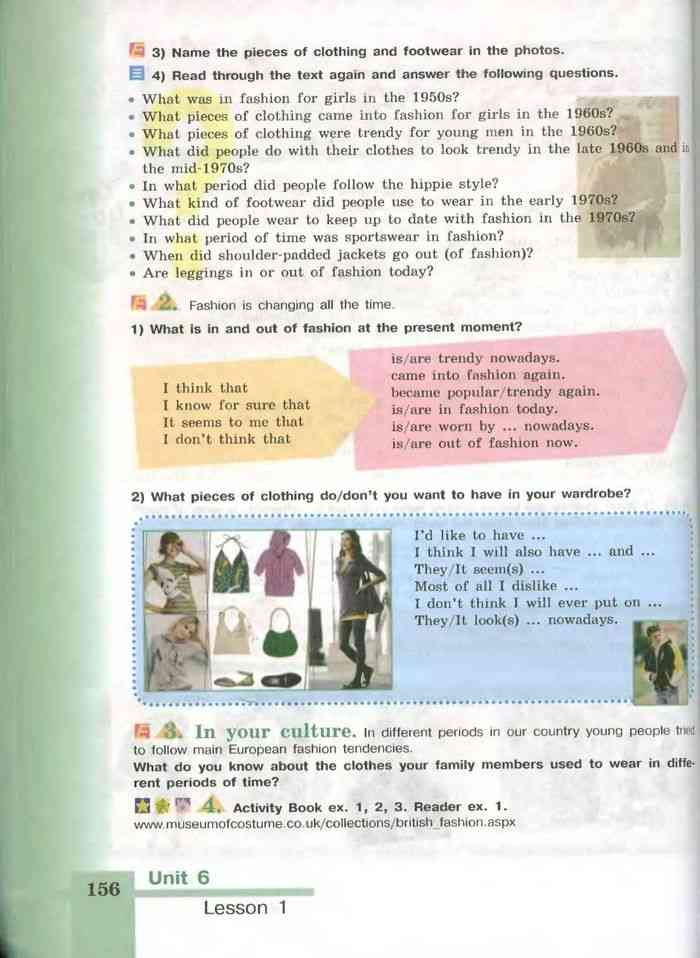 3) Name the pieces of clothing and footwear in the photos.
4) Read through the text again and answer the following questions.
• What was in fashion for girls in the 1950s?
• What pieces of clothing came into fashion for girls in the 1960s?
• What pieces of clothing were trendy for young men in the 1960s?
• What did people do with their clothes to look trendy in the late 1960s and in
the mid-1970s?
• In what period did people follow the hippie style?
• What kind of footwear did people use to wear in the early 1970s?
• What did people wear to keep up to date with fashion in the 1970s?
• In what period of time was sportswear in fashion?
• When did shoulder-padded jackets go out (of fashion)?
• Are leggings in or out of fashion today?
2. Fashion is changing all the time.
1) What is in and out of fashion at the present moment?
I think that
I know for sure that
It seems to me that
I don't think that
is/are trendy nowadays.
came into fashion again.
became popular/trendy again.
is/are in fashion today.
is/are worn by ... nowadays.
is/are out of fashion now.
2) What pieces of clothing do/don't you want to have in your wardrobe?
I'd like to have ...
I think I will also have ... and ...
They/It seem(s) ...
Most of all I dislike ...
I don't think I will ever put on ...
They/It look(s) ... nowadays.
3. In your culture. In different periods in our country young people tried
to follow main European fashion tendencies.
What do you know about the clothes your family members used to wear in diffe-
rent periods of time?
4. Activity Book ex. 1, 2, 3. Reader ex. 1.
www.museumofcostume.co.uk/collections/british_fashion.aspx
156
Unit 6
Lesson 1